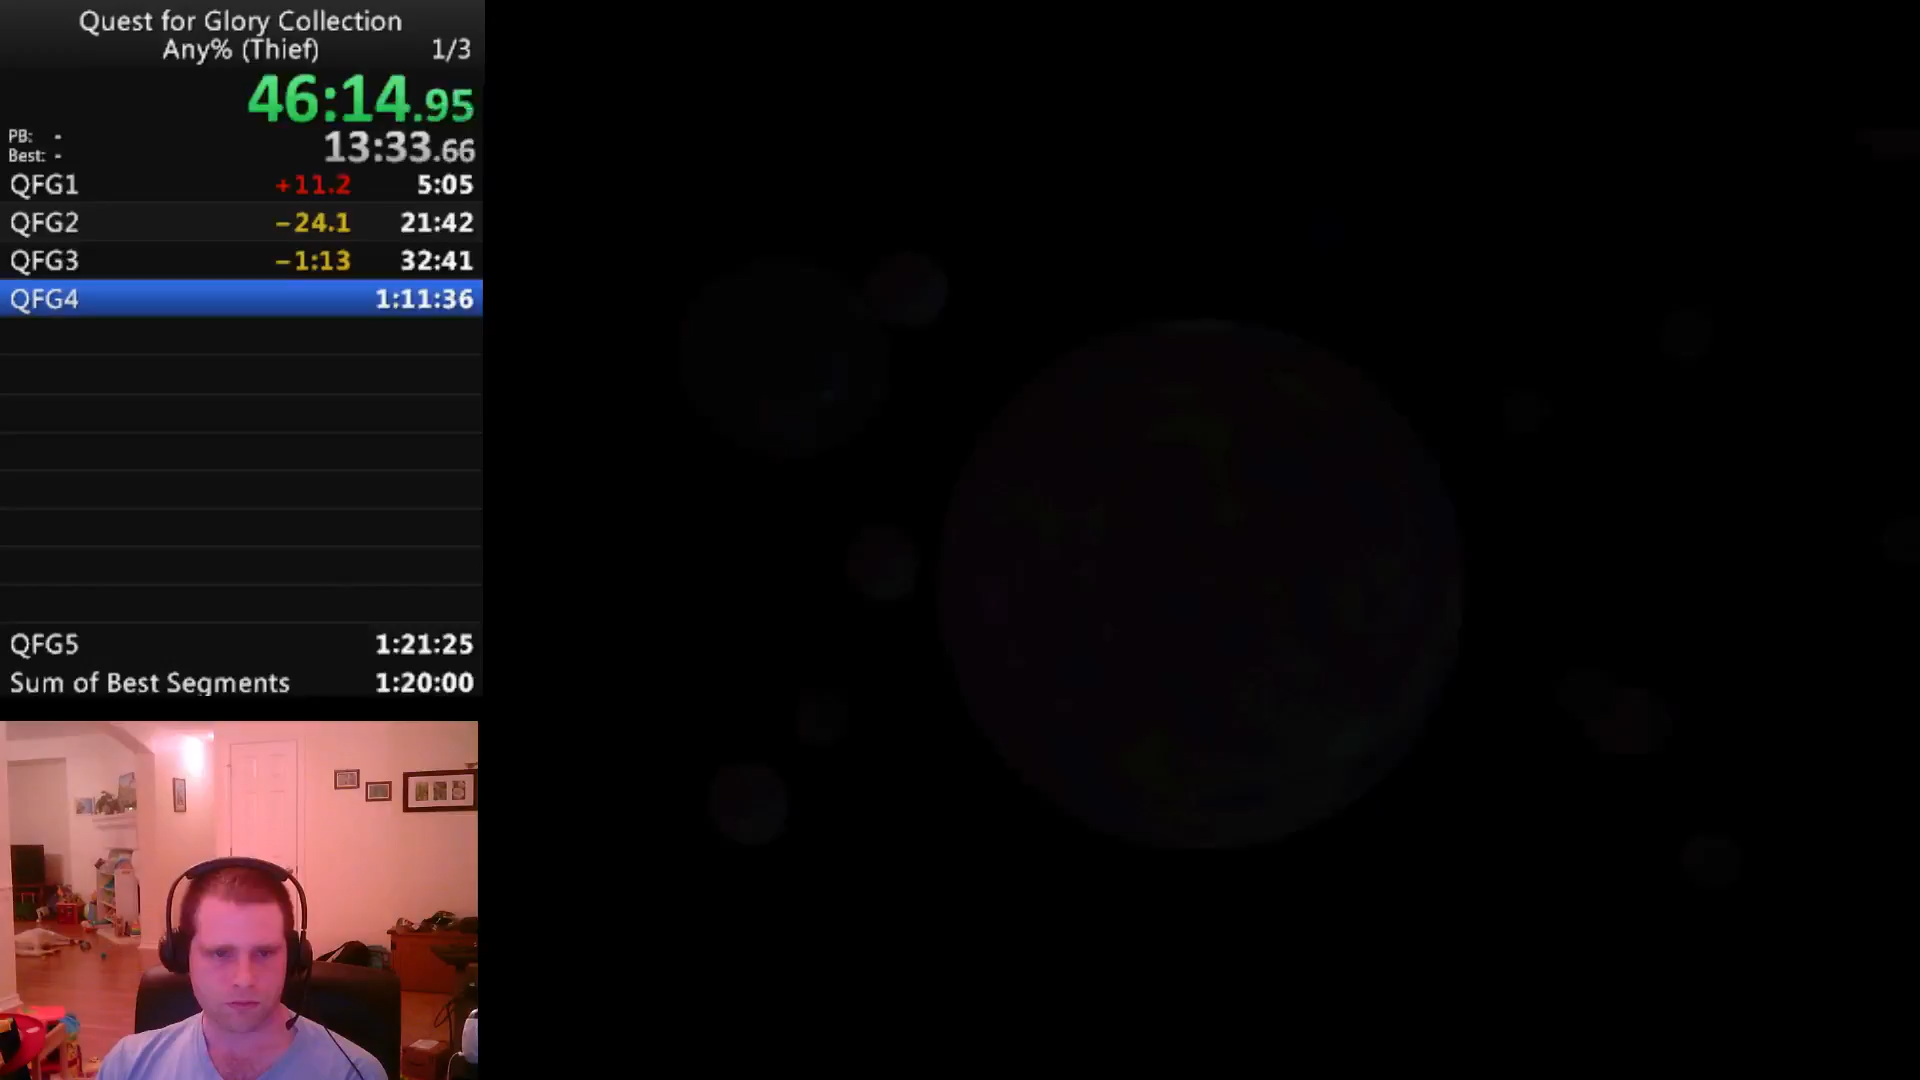 Quest for Glory Collection
Any% (Thief) 1/3
46:14.95
PB: - 13:33.66
Best: -
QFG1 +11.2 5:05
QFG2 −24.1 21:42
QFG3 −1:13 32:41
QFG4 1:11:36
QFG5 1:21:25
Sum of Best Segments 1:20:00